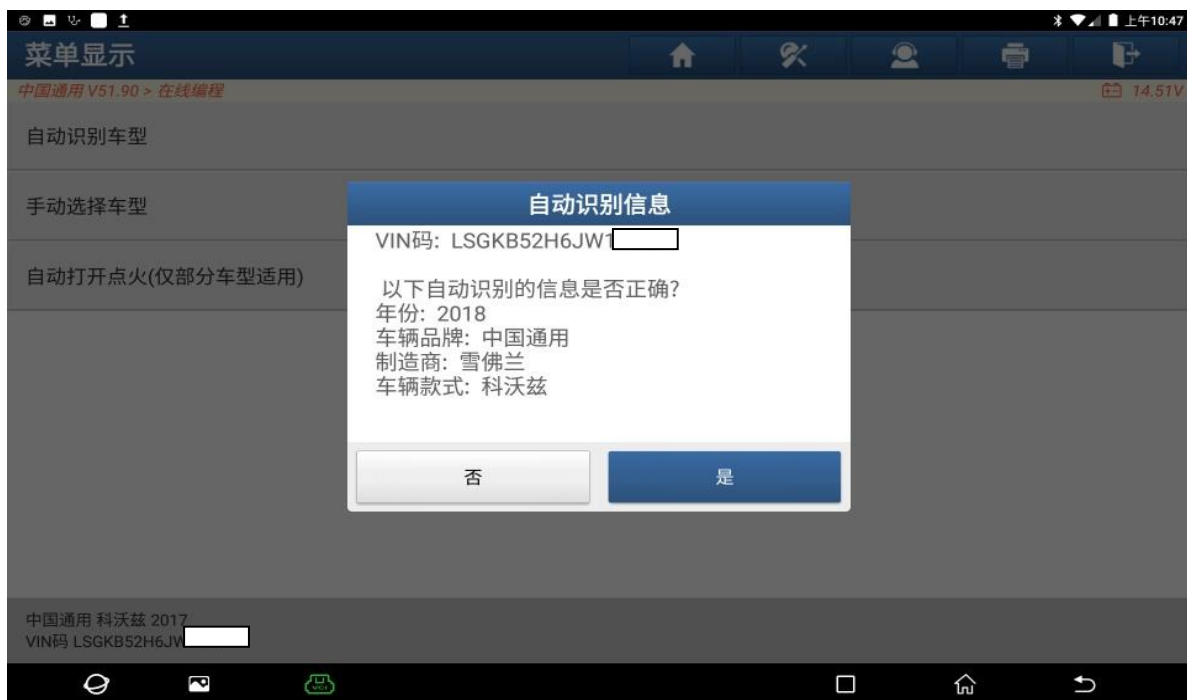 上午10:47
菜单显示
中国通用 V51.90 > 在线编程
14.51V
自动识别车型
手动选择车型
自动打开点火(仅部分车型适用)
自动识别信息
VIN码: LSGKB52H6JW1
以下自动识别的信息是否正确?
年份: 2018
车辆品牌: 中国通用
制造商: 雪佛兰
车辆款式: 科沃兹
否
是
中国通用 科沃兹 2017
VIN码 LSGKB52H6JW